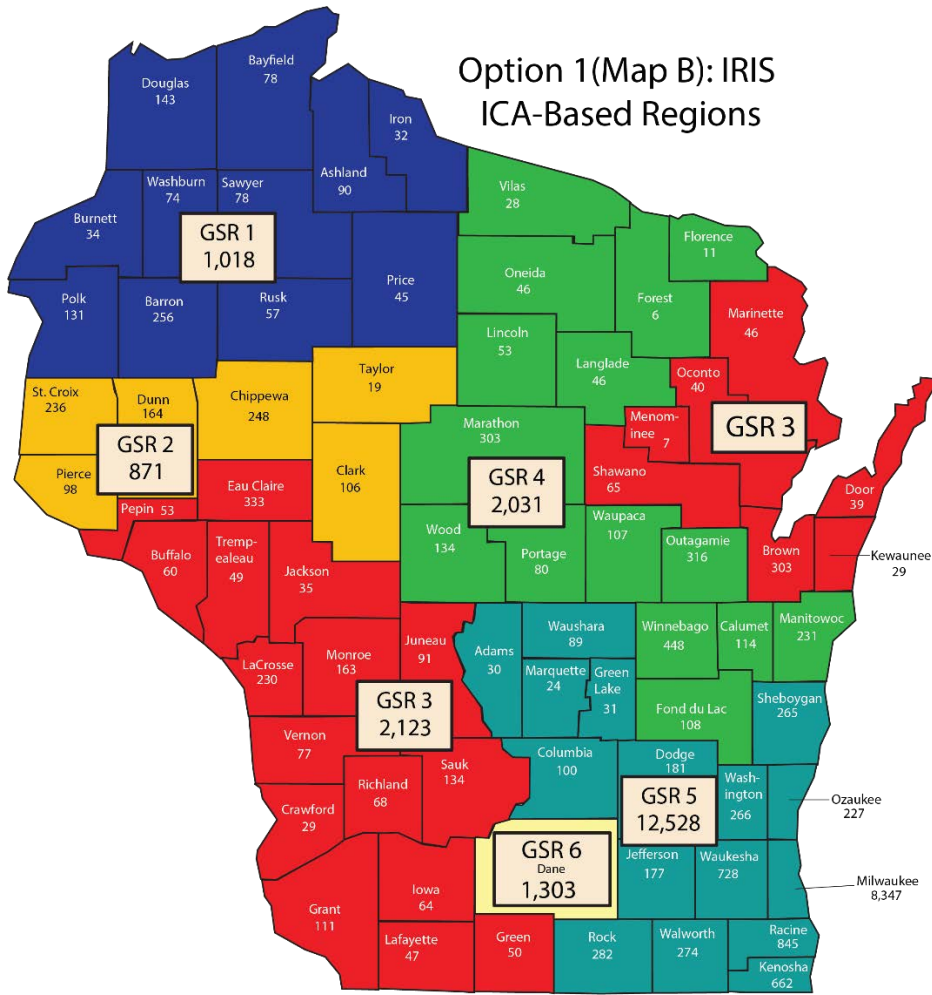 Option 1(Map B): IRIS
ICA-Based Regions
Douglas
143
Bayfield
78
Iron
32
Ashland
90
Washburn
74
Sawyer
78
Burnett
34
GSR 1
1,018
Polk
131
Barron
256
Rusk
57
Price
45
Vilas
28
Florence
11
Oneida
46
Forest
6
Marinette
46
Lincoln
53
Langlade
46
Oconto
40
Menom-
inee
7
GSR 3
St. Croix
236
Dunn
164
Chippewa
248
Taylor
19
GSR 2
871
Pierce
98
Clark
106
Marathon
303
GSR 4
2,031
Shawano
65
Door
39
Pepin 53
Eau Claire
333
Wood
134
Portage
80
Waupaca
107
Outagamie
316
Brown
303
Kewaunee
29
Buffalo
60
Tremp-
ealeau
49
Jackson
35
LaCrosse
230
Monroe
163
Juneau
91
Adams
30
Waushara
89
Marquette
24
Green
Lake
31
Winnebago
448
Calumet
114
Manitowoc
231
GSR 3
2,123
Fond du Lac
108
Sheboygan
265
Vernon
77
Richland
68
Sauk
134
Columbia
100
Dodge
181
Wash-
ington
266
Ozaukee
227
GSR 5
12,528
Crawford
29
GSR 6
Dane
1,303
Jefferson
177
Waukesha
728
Milwaukee
8,347
Grant
111
Iowa
64
Lafayette
47
Green
50
Rock
282
Walworth
274
Racine
845
Kenosha
662